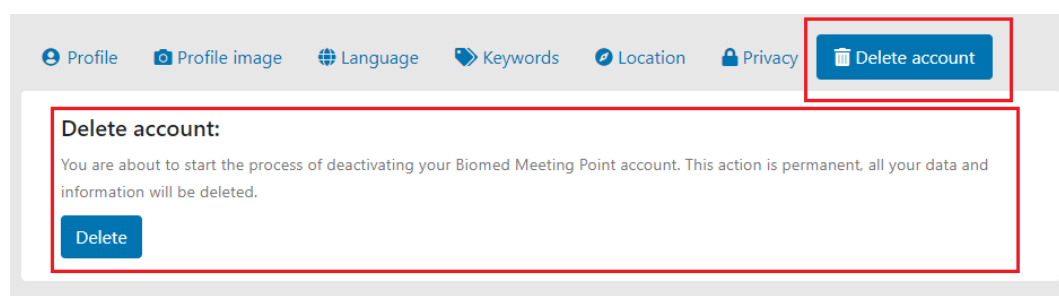 Profile Profile image Language Keywords Location Privacy Delete account
Delete account:
You are about to start the process of deactivating your Biomed Meeting Point account. This action is permanent, all your data and
information will be deleted.
Delete